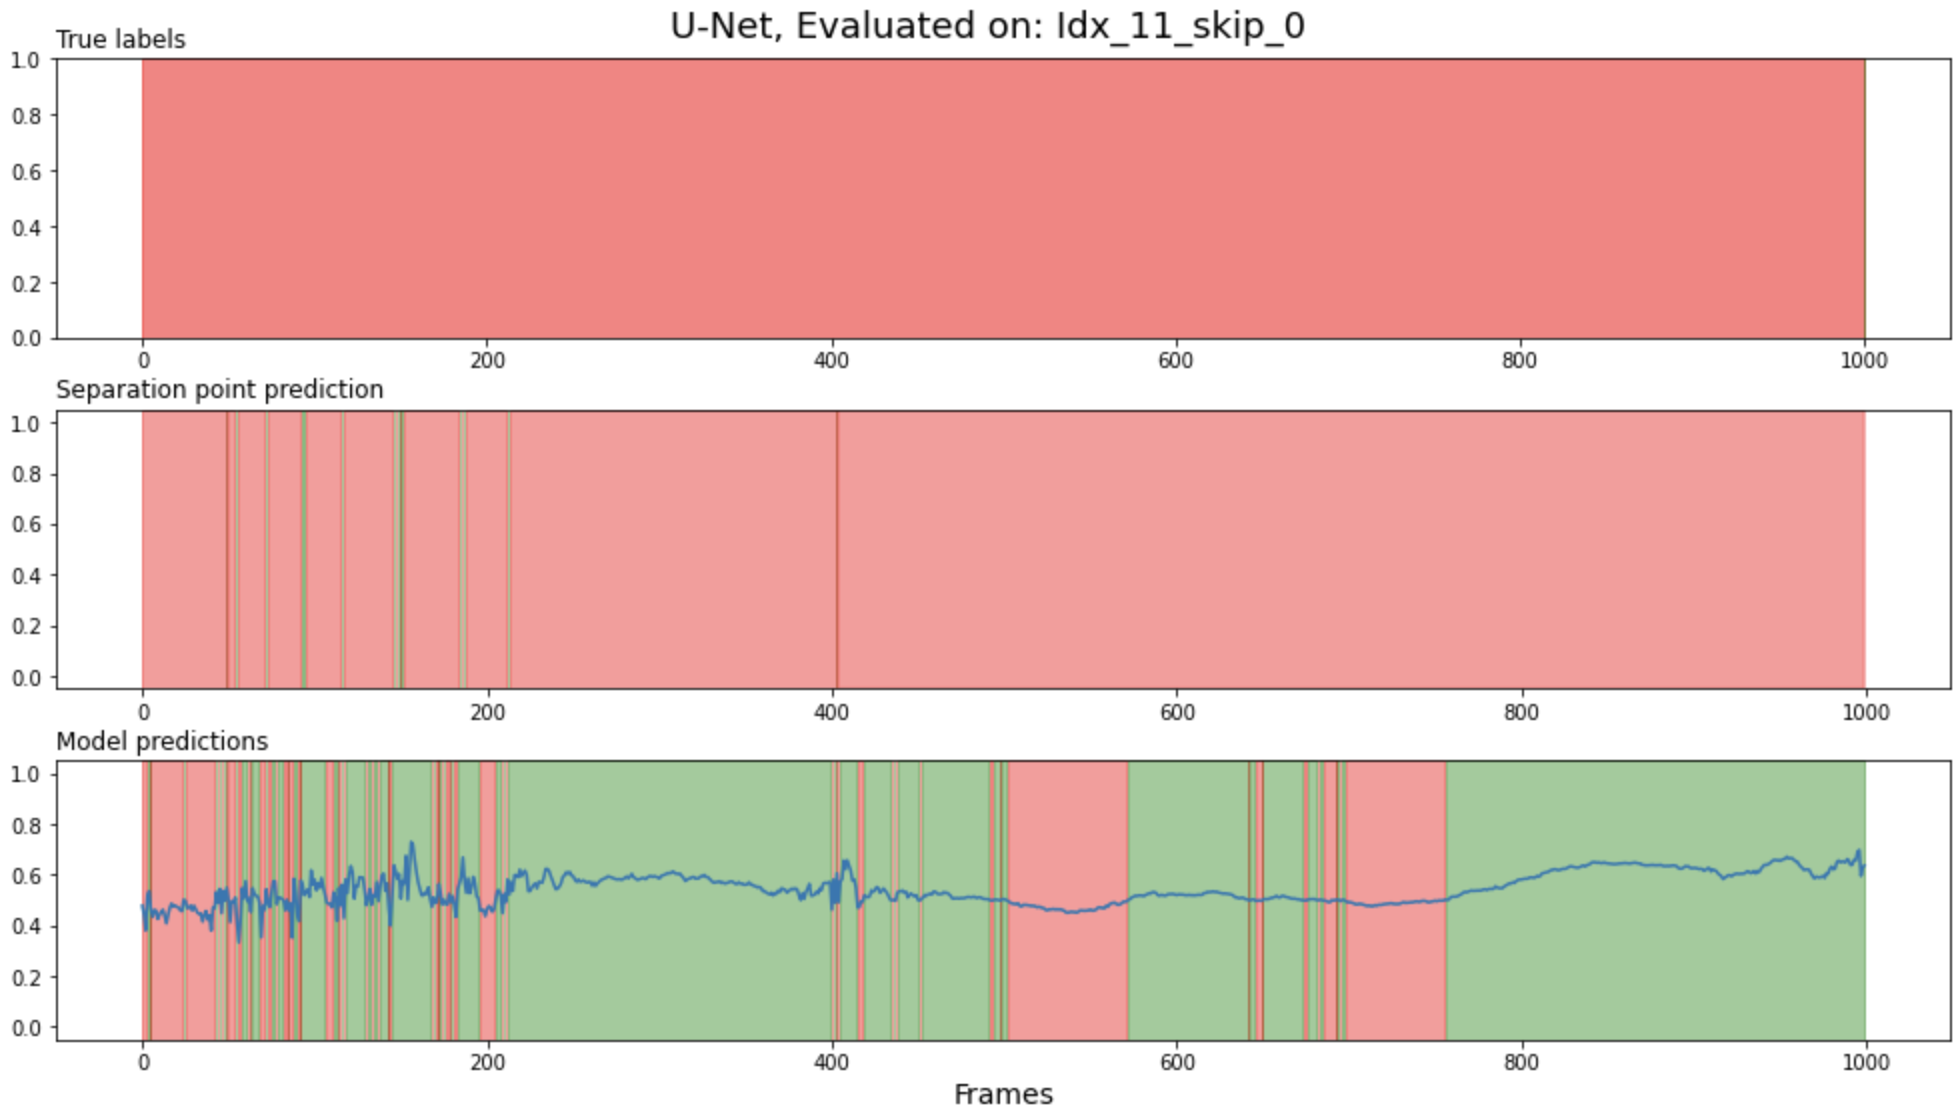 U-Net, Evaluated on: Idx_11_skip_0
True labels
1.0
0.8
0.6
0.4
0.2
0.0
0 200 400 600 800 1000
Separation point prediction
1.0
0.8
0.6
0.4
0.2
0.0
0 200 400 600 800 1000
Model predictions
1.0
0.8
0.6
0.4
0.2
0.0
0 200 400 600 800 1000
Frames